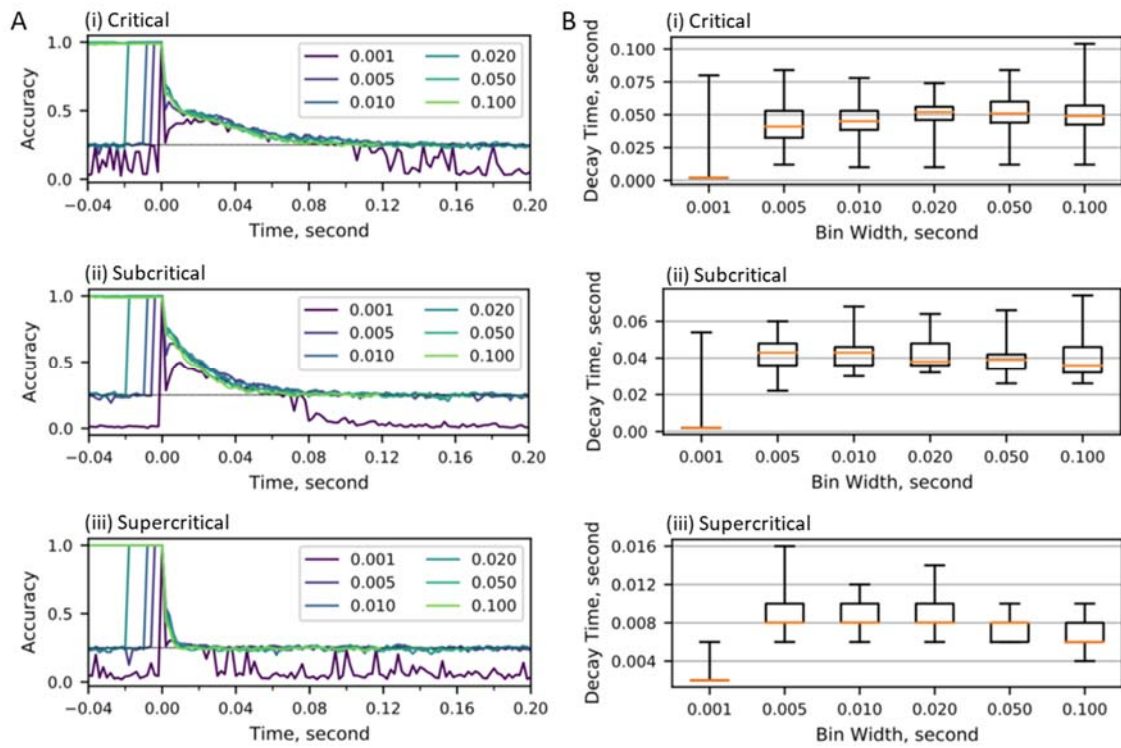 A
(i) Critical
1.0
0.5
0.0
Accuracy
0.001
0.005
0.010
0.020
0.050
0.100
−0.04 0.00 0.04 0.08 0.12 0.16 0.20
Time, second
(ii) Subcritical
1.0
0.5
0.0
Accuracy
0.001
0.005
0.010
0.020
0.050
0.100
−0.04 0.00 0.04 0.08 0.12 0.16 0.20
Time, second
(iii) Supercritical
1.0
0.5
0.0
Accuracy
0.001
0.005
0.010
0.020
0.050
0.100
−0.04 0.00 0.04 0.08 0.12 0.16 0.20
Time, second
B
(i) Critical
0.100
0.075
0.050
0.025
0.000
Decay Time, second
0.001 0.005 0.010 0.020 0.050 0.100
Bin Width, second
(ii) Subcritical
0.06
0.04
0.02
0.00
Decay Time, second
0.001 0.005 0.010 0.020 0.050 0.100
Bin Width, second
(iii) Supercritical
0.016
0.012
0.008
0.004
Decay Time, second
0.001 0.005 0.010 0.020 0.050 0.100
Bin Width, second